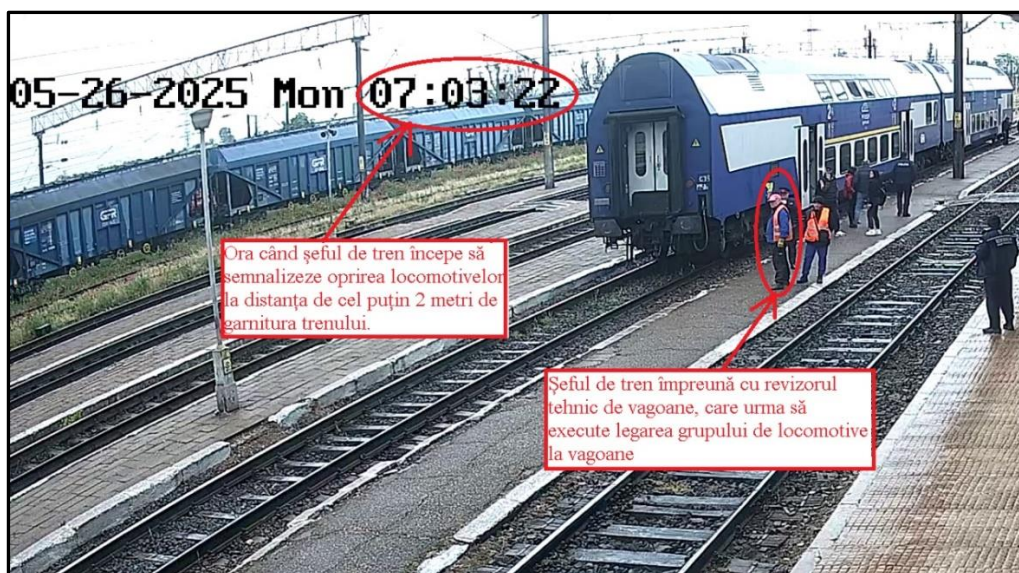 05-26-2025 Mon 07:03:22
Ora când șeful de tren începe să
semnalizeze oprirea locomotivelor
la distanța de cel puțin 2 metri de
garnitura trenului.
Șeful de tren împreună cu revizorul
tehnic de vagoane, care urma să
execute legarea grupului de locomotive
la vagoane